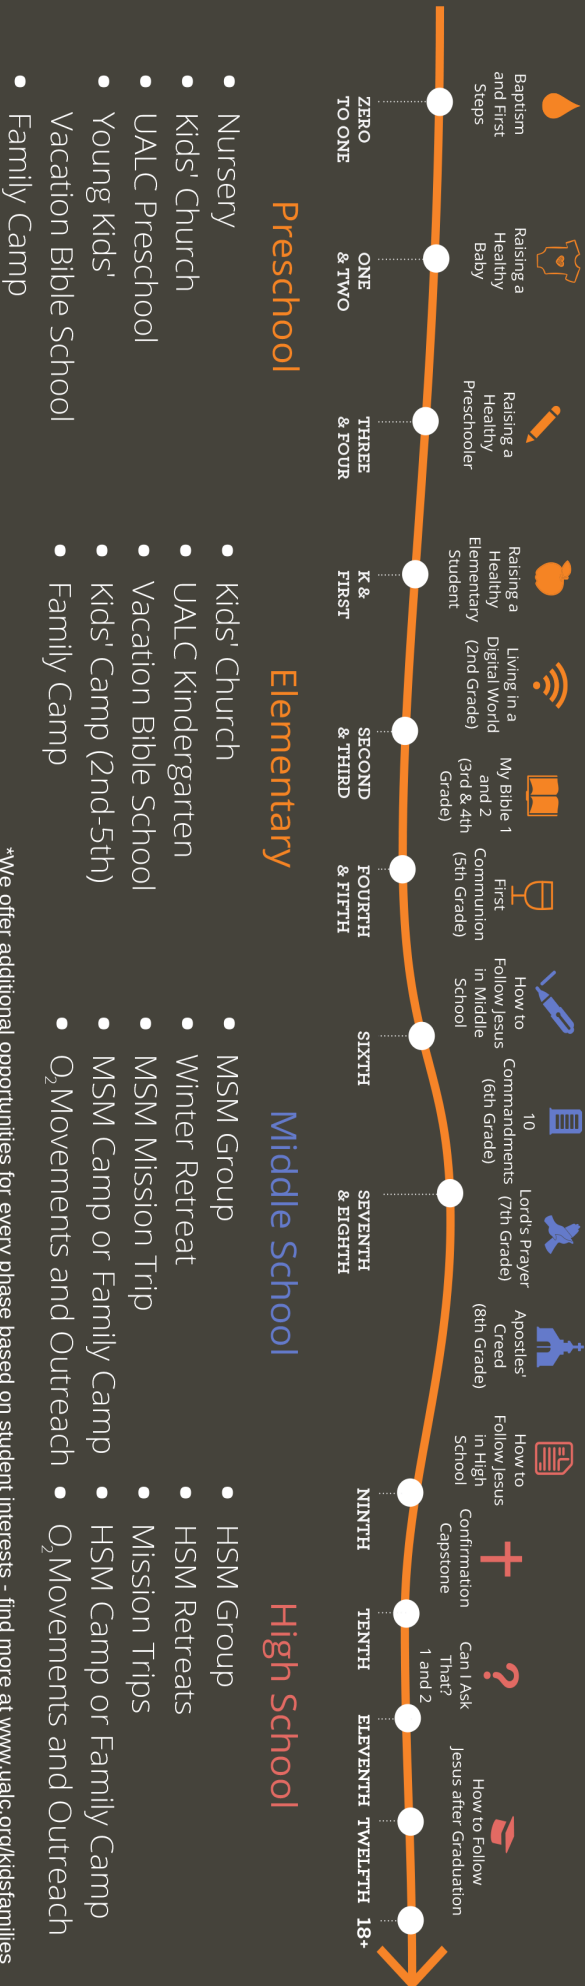 Baptism
and First
Steps
Raising a
Healthy
Baby
Raising a
Healthy
Preschooler
Raising a
Healthy
Elementary
Student
Living in a
Digital World
(2nd Grade)
My Bible 1
and 2
(3rd & 4th
Grade)
First
Communion
(5th Grade)
How to
Follow Jesus
in Middle
School
10
Commandments
(6th Grade)
Lord's Prayer
(7th Grade)
Apostles'
Creed
(8th Grade)
How to
Follow Jesus
in High
School
Confirmation
Capstone
Can I Ask
That?
1 and 2
How to Follow
Jesus after Graduation
ZERO
TO ONE
ONE
& TWO
THREE
& FOUR
K &
FIRST
SECOND
& THIRD
FOURTH
& FIFTH
SIXTH
SEVENTH
& EIGHTH
NINTH
TENTH
ELEVENTH
TWELFTH
18+
Preschool
• Nursery
• Kids' Church
• UALC Preschool
• Young Kids'
Vacation Bible School
• Family Camp
Elementary
• Kids' Church
• UALC Kindergarten
• Vacation Bible School
• Kids' Camp (2nd-5th)
• Family Camp
Middle School
• MSM Group
• Winter Retreat
• MSM Mission Trip
• MSM Camp or Family Camp
• O₂Movements and Outreach
High School
• HSM Group
• HSM Retreats
• Mission Trips
• HSM Camp or Family Camp
• O₂Movements and Outreach
*We offer additional opportunities for every phase based on student interests - find more at www.ualc.org/kidsfamilies